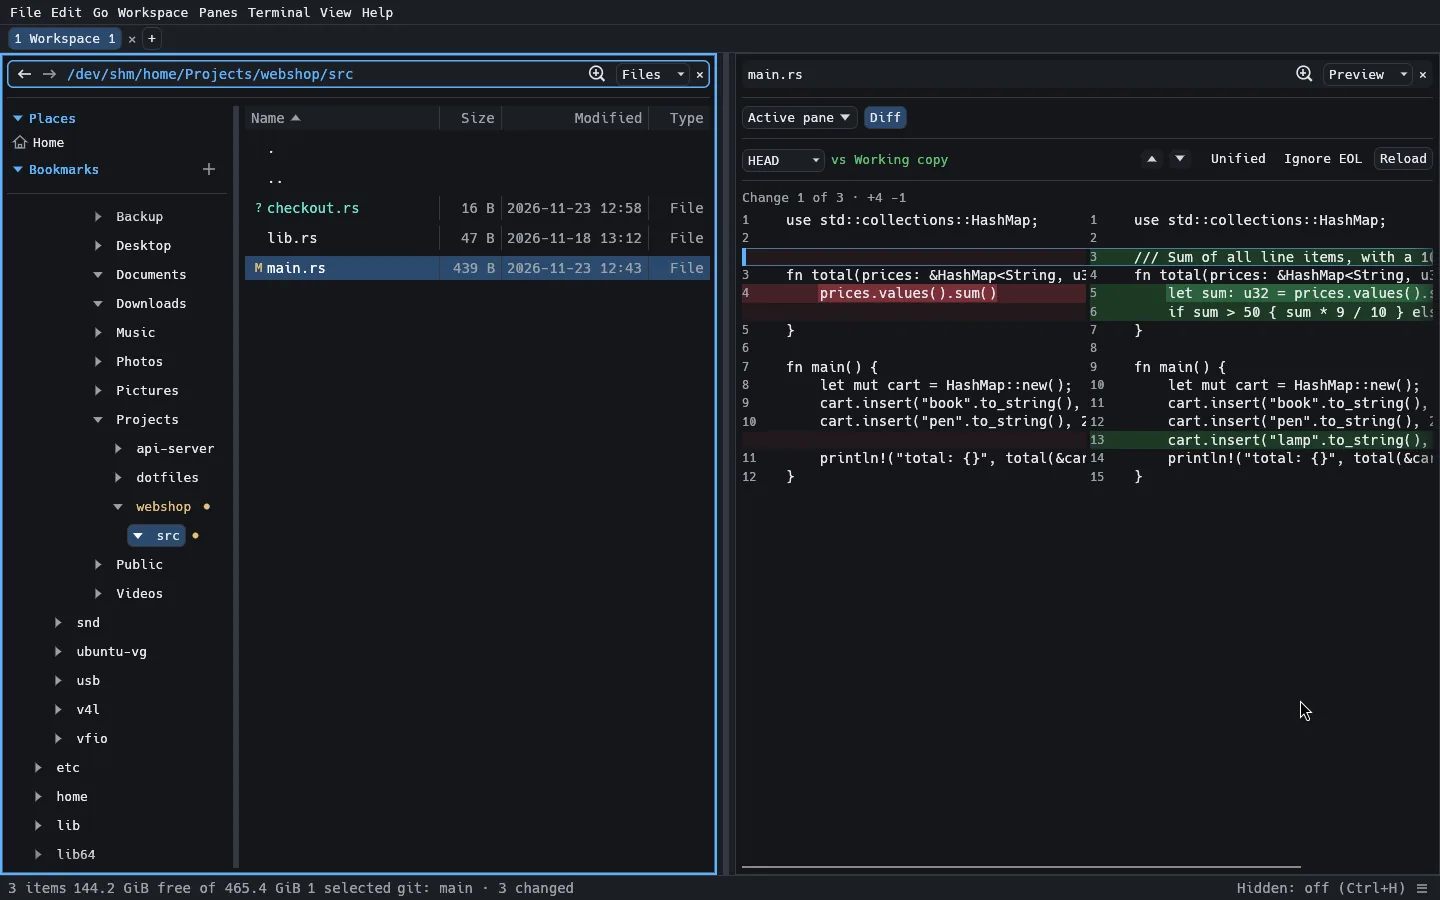 File Edit Go Workspace Panes Terminal View Help
1 Workspace 1 × +
/dev/shm/home/Projects/webshop/src Files ×
Places
Home
Bookmarks
Backup
Desktop
Documents
Downloads
Music
Photos
Pictures
Projects
api-server
dotfiles
webshop
src
Public
Videos
snd
ubuntu-vg
usb
v4l
vfio
etc
home
lib
lib64
Name Size Modified Type
.
..
? checkout.rs 16 B 2026-11-23 12:58 File
lib.rs 47 B 2026-11-18 13:12 File
M main.rs 439 B 2026-11-23 12:43 File
main.rs Preview ×
Active pane Diff
HEAD vs Working copy Unified Ignore EOL Reload
Change 1 of 3 · +4 -1
1 use std::collections::HashMap; 1 use std::collections::HashMap;
2 2
3 /// Sum of all line items, with a 10
3 fn total(prices: &HashMap<String, u3 4 fn total(prices: &HashMap<String, u3
4 prices.values().sum() 5 let sum: u32 = prices.values().s
6 if sum > 50 { sum * 9 / 10 } els
5 } 7 }
6 8
7 fn main() { 9 fn main() {
8 let mut cart = HashMap::new(); 10 let mut cart = HashMap::new();
9 cart.insert("book".to_string(), 11 cart.insert("book".to_string(),
10 cart.insert("pen".to_string(), 2 12 cart.insert("pen".to_string(), 2
13 cart.insert("lamp".to_string(),
11 println!("total: {}", total(&car 14 println!("total: {}", total(&car
12 } 15 }
3 items 144.2 GiB free of 465.4 GiB 1 selected git: main · 3 changed Hidden: off (Ctrl+H)